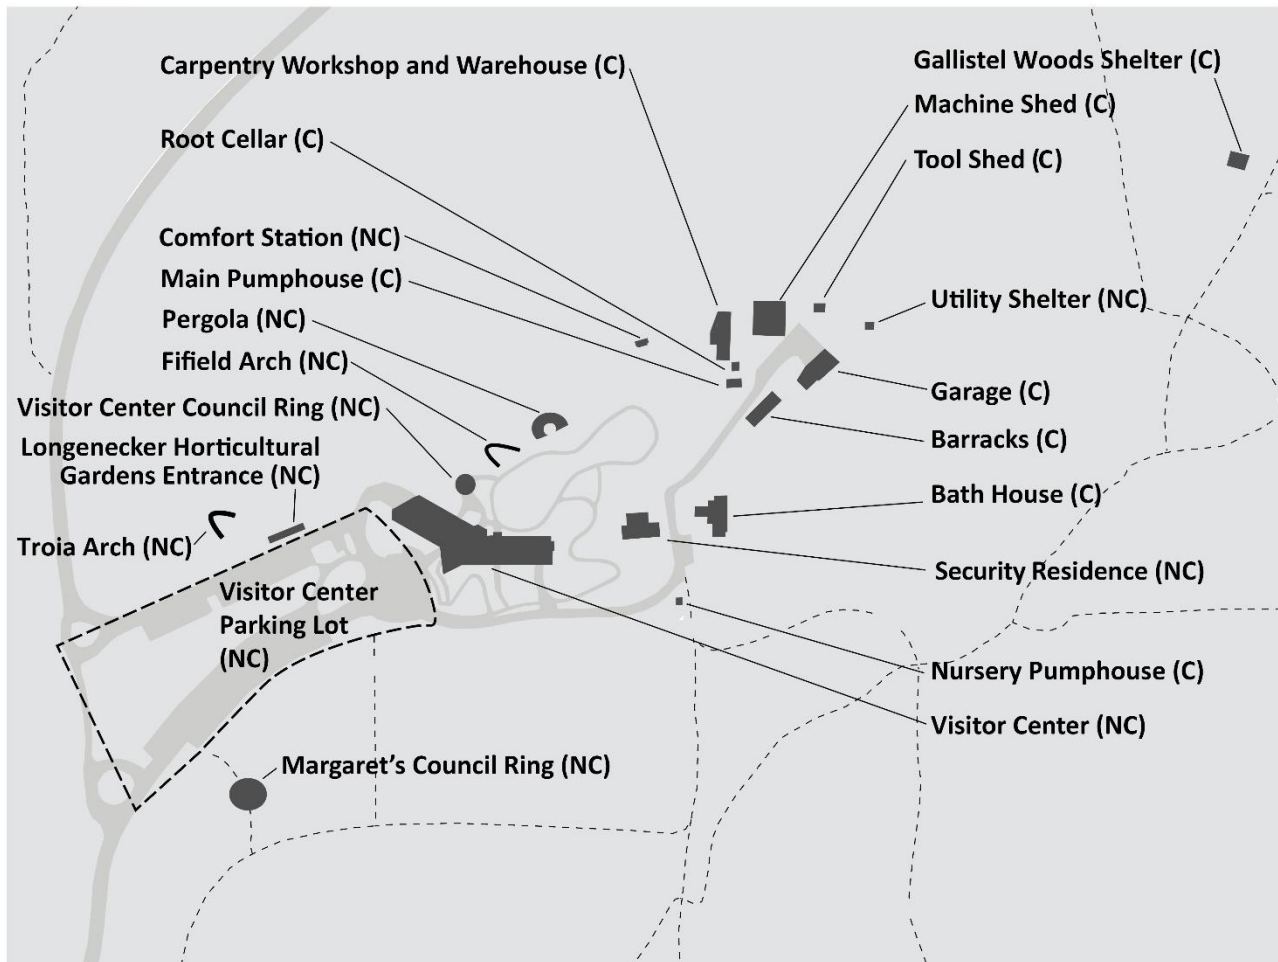 Carpentry Workshop and Warehouse (C)
Root Cellar (C)
Comfort Station (NC)
Main Pumphouse (C)
Pergola (NC)
Fifield Arch (NC)
Visitor Center Council Ring (NC)
Longenecker Horticultural
Gardens Entrance (NC)
Troia Arch (NC)
Visitor Center
Parking Lot
(NC)
Margaret's Council Ring (NC)
Gallistel Woods Shelter (C)
Machine Shed (C)
Tool Shed (C)
Utility Shelter (NC)
Garage (C)
Barracks (C)
Bath House (C)
Security Residence (NC)
Nursery Pumphouse (C)
Visitor Center (NC)